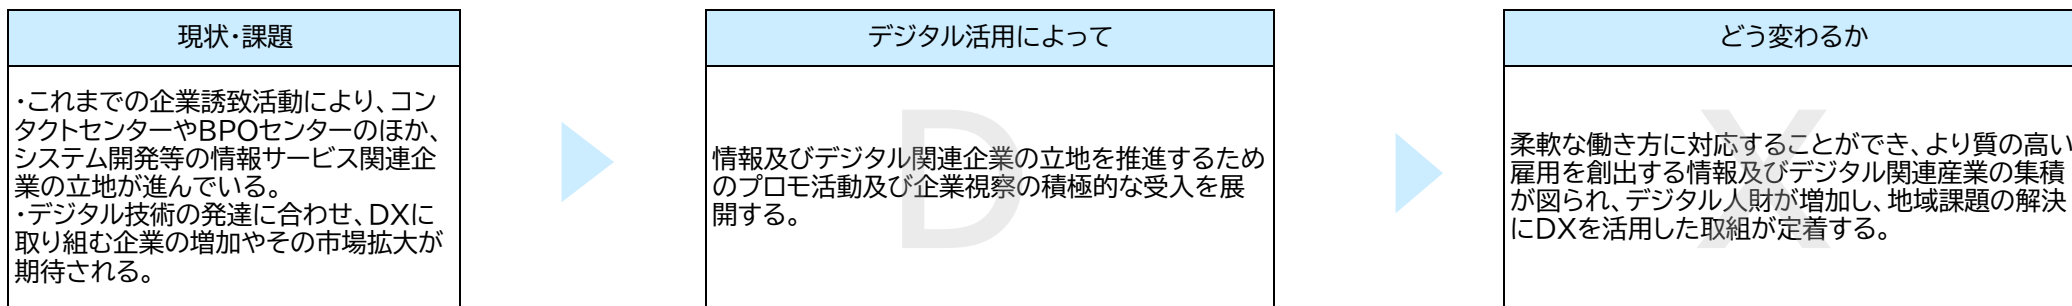 現状・課題
・これまでの企業誘致活動により、コン
タクトセンターやBPOセンターのほか、
システム開発等の情報サービス関連企
業の立地が進んでいる。
・デジタル技術の発達に合わせ、DXに
取り組む企業の増加やその市場拡大が
期待される。
デジタル活用によって
D
情報及びデジタル関連企業の立地を推進するため
のプロモ活動及び企業視察の積極的な受入を展
開する。
どう変わるか
X
柔軟な働き方に対応することができ、より質の高い
雇用を創出する情報及びデジタル関連産業の集積
が図られ、デジタル人財が増加し、地域課題の解決
にDXを活用した取組が定着する。